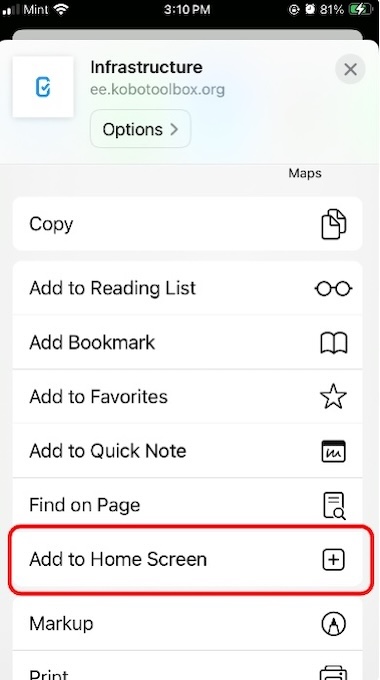 Mint 3:10 PM 81%
Infrastructure
ee.kobotoolbox.org
Options
Maps
Copy
Add to Reading List
Add Bookmark
Add to Favorites
Add to Quick Note
Find on Page
Add to Home Screen
Markup
Print